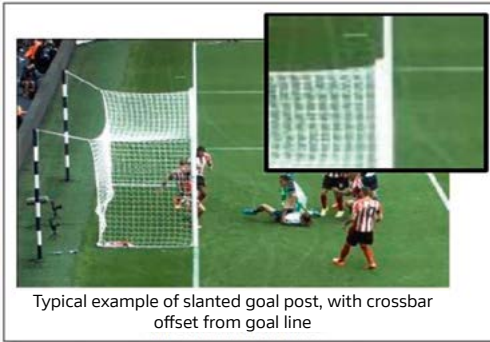 Typical example of slanted goal post, with crossbar
offset from goal line